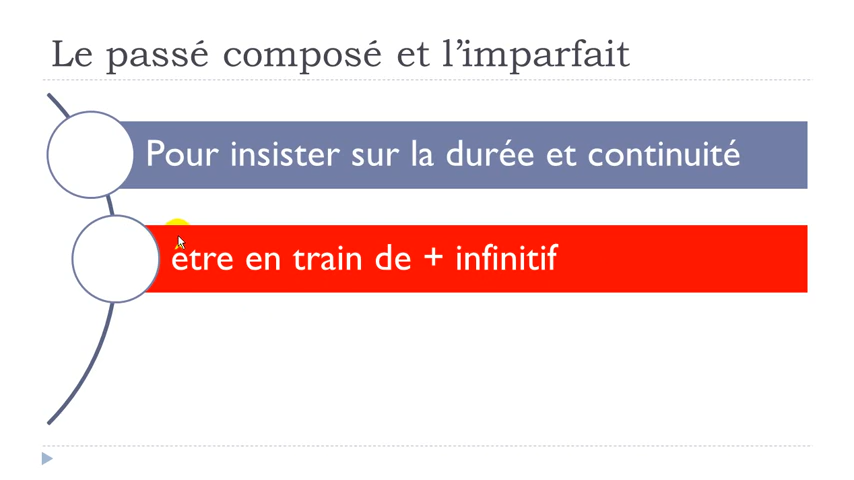 Le passé composé et l’imparfait
Pour insister sur la durée et continuité
être en train de + infinitif